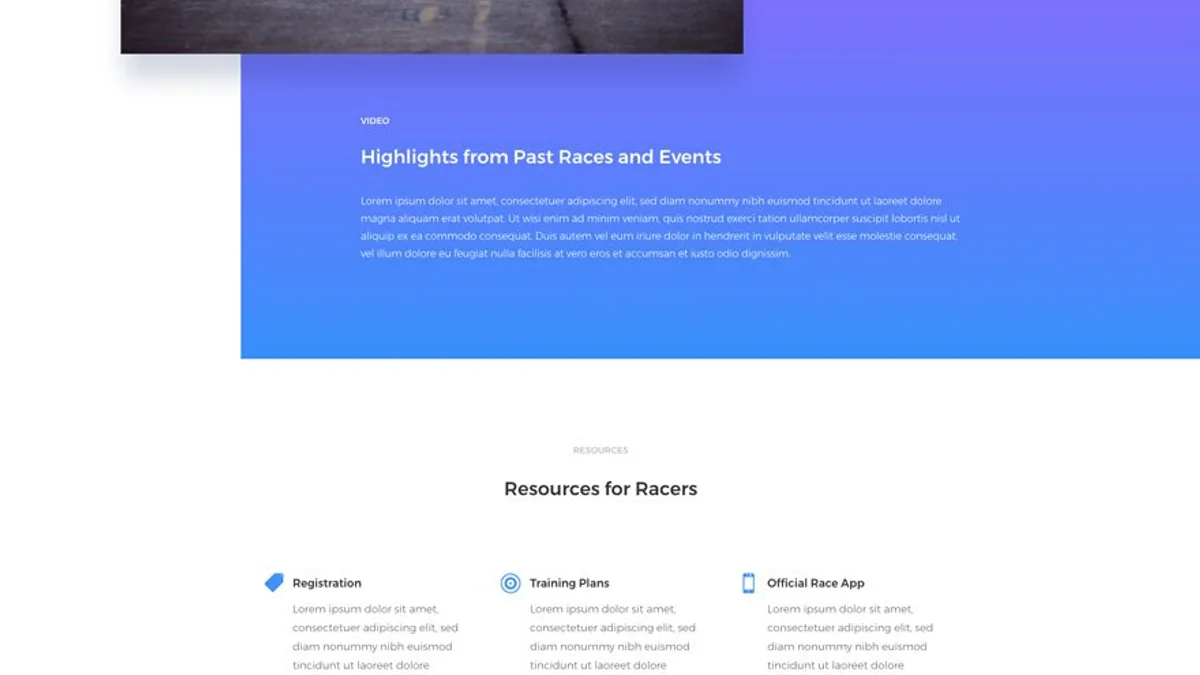 VIDEO
Highlights from Past Races and Events
Lorem ipsum dolor sit amet, consectetuer adipiscing elit, sed diam nonummy nibh euismod tincidunt ut laoreet dolore
magna aliquam erat volutpat. Ut wisi enim ad minim veniam, quis nostrud exerci tation ullamcorper suscipit lobortis nisl ut
aliquip ex ea commodo consequat. Duis autem vel eum iriure dolor in hendrerit in vulputate velit esse molestie consequat,
vel illum dolore eu feugiat nulla facilisis at vero eros et accumsan et iusto odio dignissim.
RESOURCES
Resources for Racers
Registration
Lorem ipsum dolor sit amet,
consectetuer adipiscing elit, sed
diam nonummy nibh euismod
tincidunt ut laoreet dolore
Training Plans
Lorem ipsum dolor sit amet,
consectetuer adipiscing elit, sed
diam nonummy nibh euismod
tincidunt ut laoreet dolore
Official Race App
Lorem ipsum dolor sit amet,
consectetuer adipiscing elit, sed
diam nonummy nibh euismod
tincidunt ut laoreet dolore